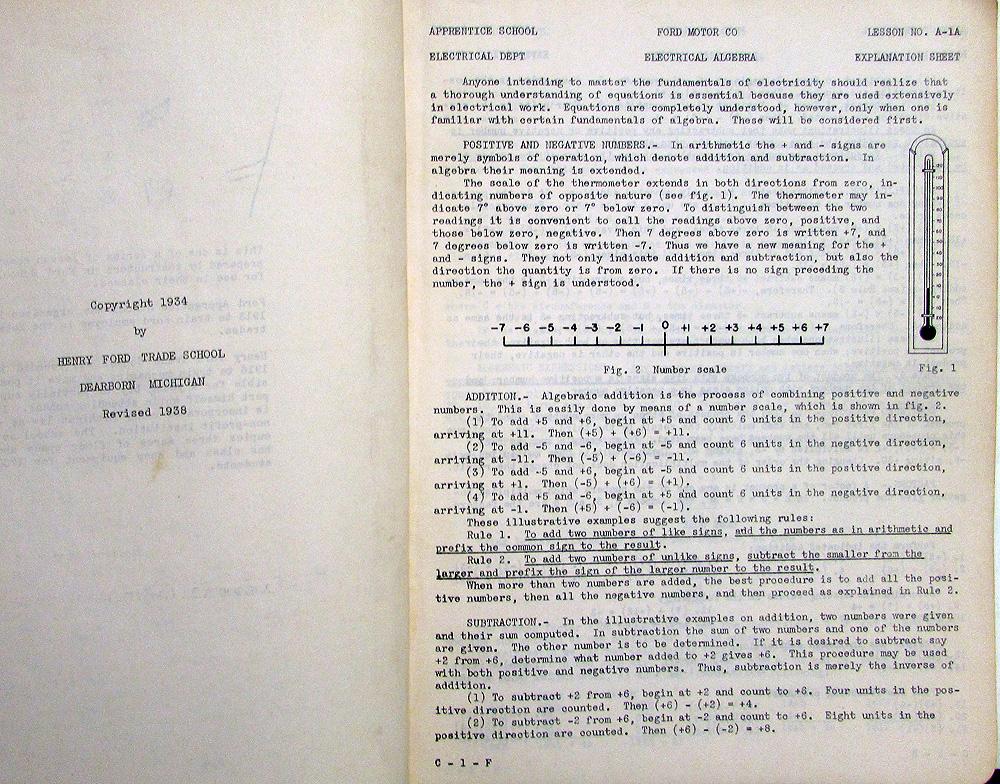 Copyright 1934
by
HENRY FORD TRADE SCHOOL
DEARBORN MICHIGAN
Revised 1938
APPRENTICE SCHOOL FORD MOTOR CO LESSON NO. A-1A
ELECTRICAL DEPT ELECTRICAL ALGEBRA EXPLANATION SHEET
Anyone intending to master the fundamentals of electricity should realize that
a thorough understanding of equations is essential because they are used extensively
in electrical work. Equations are completely understood, however, only when one is
familiar with certain fundamentals of algebra. These will be considered first.
POSITIVE AND NEGATIVE NUMBERS.- In arithmetic the + and - signs are
merely symbols of operation, which denote addition and subtraction. In
algebra their meaning is extended.
The scale of the thermometer extends in both directions from zero, in-
dicating numbers of opposite nature (see fig. 1). The thermometer may in-
dicate 7° above zero or 7° below zero. To distinguish between the two
readings it is convenient to call the readings above zero, positive, and
those below zero, negative. Then 7 degrees above zero is written +7, and
7 degrees below zero is written -7. Thus we have a new meaning for the +
and - signs. They not only indicate addition and subtraction, but also the
direction the quantity is from zero. If there is no sign preceding the
number, the + sign is understood.
-7 -6 -5 -4 -3 -2 -1 0 +1 +2 +3 +4 +5 +6 +7
Fig. 2 Number scale
Fig. 1
ADDITION.- Algebraic addition is the process of combining positive and negative
numbers. This is easily done by means of a number scale, which is shown in fig. 2.
(1) To add +5 and +6, begin at +5 and count 6 units in the positive direction,
arriving at +11. Then (+5) + (+6) = +11.
(2) To add -5 and -6, begin at -5 and count 6 units in the negative direction,
arriving at -11. Then (-5) + (-6) = -11.
(3) To add -5 and +6, begin at -5 and count 6 units in the positive direction,
arriving at +1. Then (-5) + (+6) = (+1).
(4) To add +5 and -6, begin at +5 and count 6 units in the negative direction,
arriving at -1. Then (+5) + (-6) = (-1).
These illustrative examples suggest the following rules:
Rule 1. To add two numbers of like signs, add the numbers as in arithmetic and
prefix the common sign to the result.
Rule 2. To add two numbers of unlike signs, subtract the smaller from the
larger and prefix the sign of the larger number to the result.
When more than two numbers are added, the best procedure is to add all the posi-
tive numbers, then all the negative numbers, and then proceed as explained in Rule 2.
SUBTRACTION.- In the illustrative examples on addition, two numbers were given
and their sum computed. In subtraction the sum of two numbers and one of the numbers
are given. The other number is to be determined. If it is desired to subtract say
+2 from +6, determine what number added to +2 gives +6. This procedure may be used
with both positive and negative numbers. Thus, subtraction is merely the inverse of
addition.
(1) To subtract +2 from +6, begin at +2 and count to +6. Four units in the pos-
itive direction are counted. Then (+6) - (+2) = +4.
(2) To subtract -2 from +6, begin at -2 and count to +6. Eight units in the
positive direction are counted. Then (+6) - (-2) = +8.
C - 1 - F